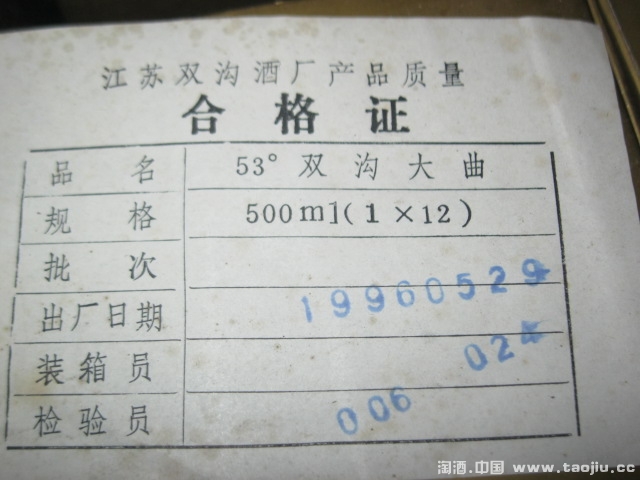 江苏双沟酒厂产品质量
合格证
品名 53° 双沟大曲
规格 500ml(1×12)
批次
出厂日期 19960529
装箱员 024
检验员 006
淘酒.中国 www.taojiu.cc